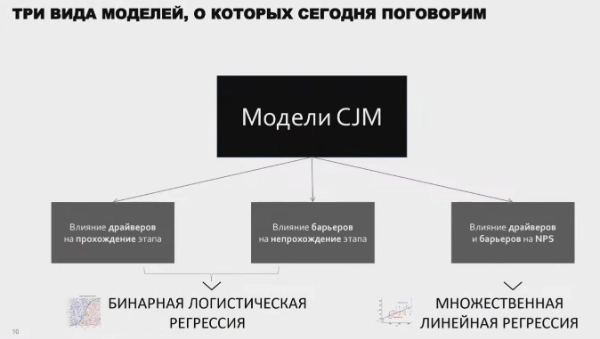 ТРИ ВИДА МОДЕЛЕЙ, О КОТОРЫХ СЕГОДНЯ ПОГОВОРИМ
Модели CJM
Влияние драйверов
на прохождение этапа
Влияние барьеров
на непрохождение этапа
Влияние драйверов
и барьеров на NPS
БИНАРНАЯ ЛОГИСТИЧЕСКАЯ
РЕГРЕССИЯ
МНОЖЕСТВЕННАЯ
ЛИНЕЙНАЯ РЕГРЕССИЯ